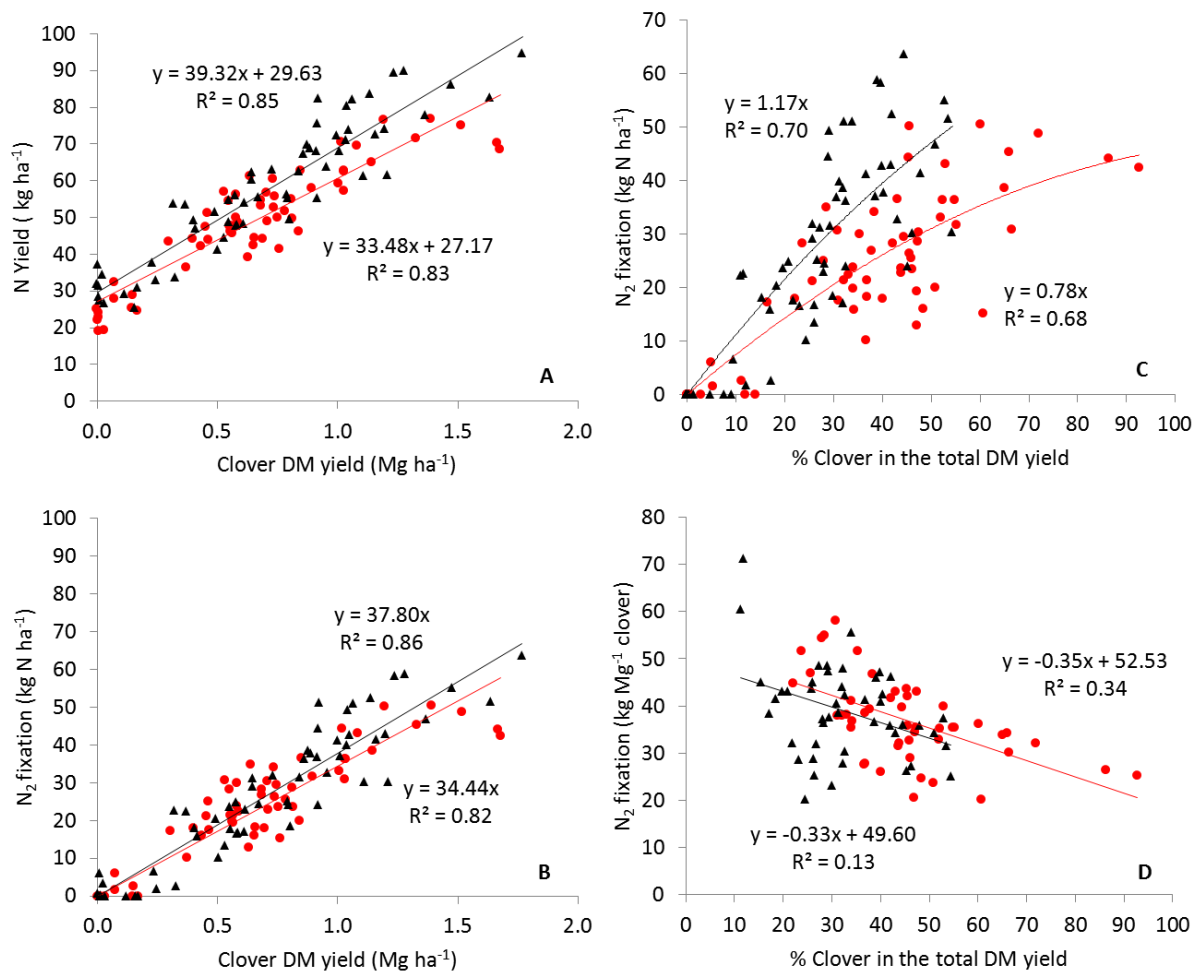 N Yield ( kg ha⁻¹)
100
90
80
70
60
50
40
30
20
10
0
y = 39.32x + 29.63
R² = 0.85
y = 33.48x + 27.17
R² = 0.83
A
0.0 0.5 1.0 1.5 2.0
Clover DM yield (Mg ha⁻¹)
N₂ fixation (kg N ha⁻¹)
70
60
50
40
30
20
10
0
y = 1.17x
R² = 0.70
y = 0.78x
R² = 0.68
C
0 10 20 30 40 50 60 70 80 90 100
% Clover in the total DM yield
N₂ fixation (kg N ha⁻¹)
100
90
80
70
60
50
40
30
20
10
0
y = 37.80x
R² = 0.86
y = 34.44x
R² = 0.82
B
0.0 0.5 1.0 1.5 2.0
Clover DM yield (Mg ha⁻¹)
N₂ fixation (kg Mg⁻¹ clover)
80
70
60
50
40
30
20
10
0
y = -0.35x + 52.53
R² = 0.34
y = -0.33x + 49.60
R² = 0.13
D
0 10 20 30 40 50 60 70 80 90 100
% Clover in the total DM yield